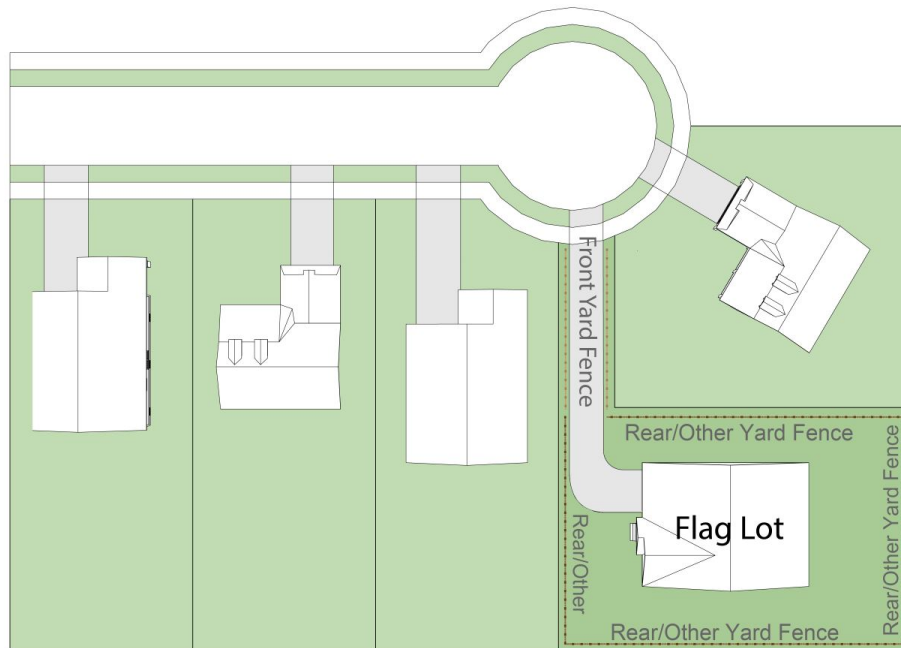 Front Yard Fence
Rear/Other Yard Fence
Rear/Other Yard Fence
Flag Lot
Rear/Other
Rear/Other Yard Fence